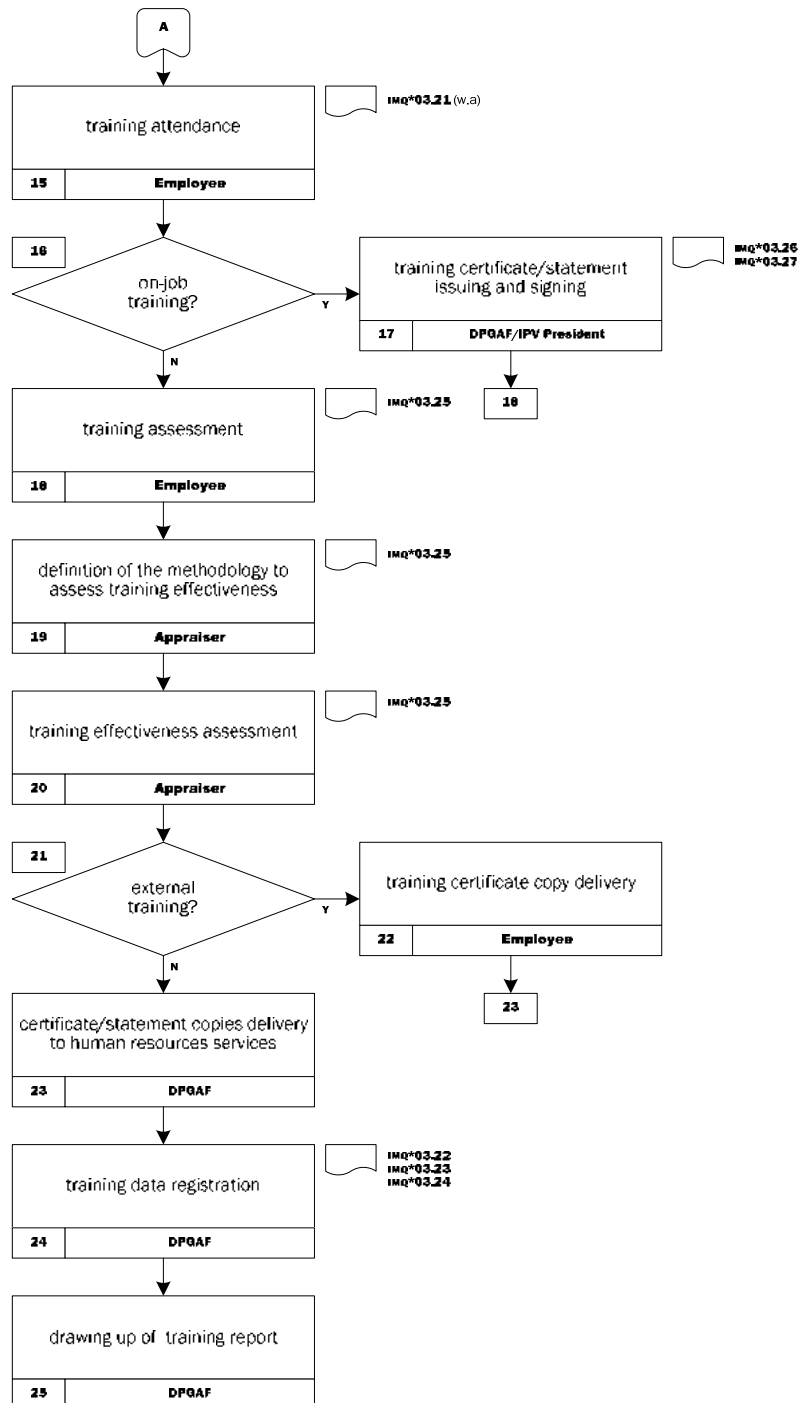 A
training attendance
IMQ*03.21 (w.a)
15 Employee
16
on-job
training?
Y
N
training certificate/statement
issuing and signing
IMQ*03.26
IMQ*03.27
17 DPGAF/IPV President
18
training assessment
IMQ*03.25
18 Employee
definition of the methodology to
assess training effectiveness
IMQ*03.25
19 Appraiser
training effectiveness assessment
IMQ*03.25
20 Appraiser
21
external
training?
Y
N
training certificate copy delivery
22 Employee
23
certificate/statement copies delivery
to human resources services
23 DPGAF
training data registration
IMQ*03.22
IMQ*03.23
IMQ*03.24
24 DPGAF
drawing up of training report
25 DPGAF